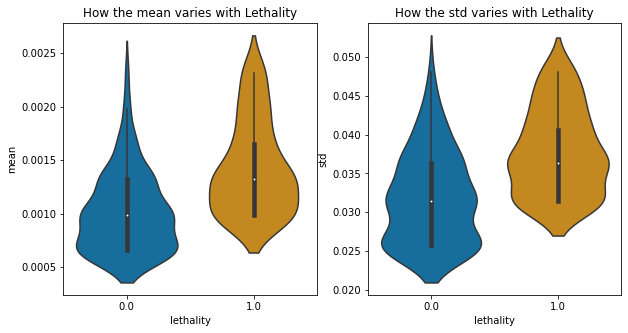 How the mean varies with Lethality
mean
0.0025
0.0020
0.0015
0.0010
0.0005
0.0
1.0
lethality
How the std varies with Lethality
std
0.050
0.045
0.040
0.035
0.030
0.025
0.020
0.0
1.0
lethality